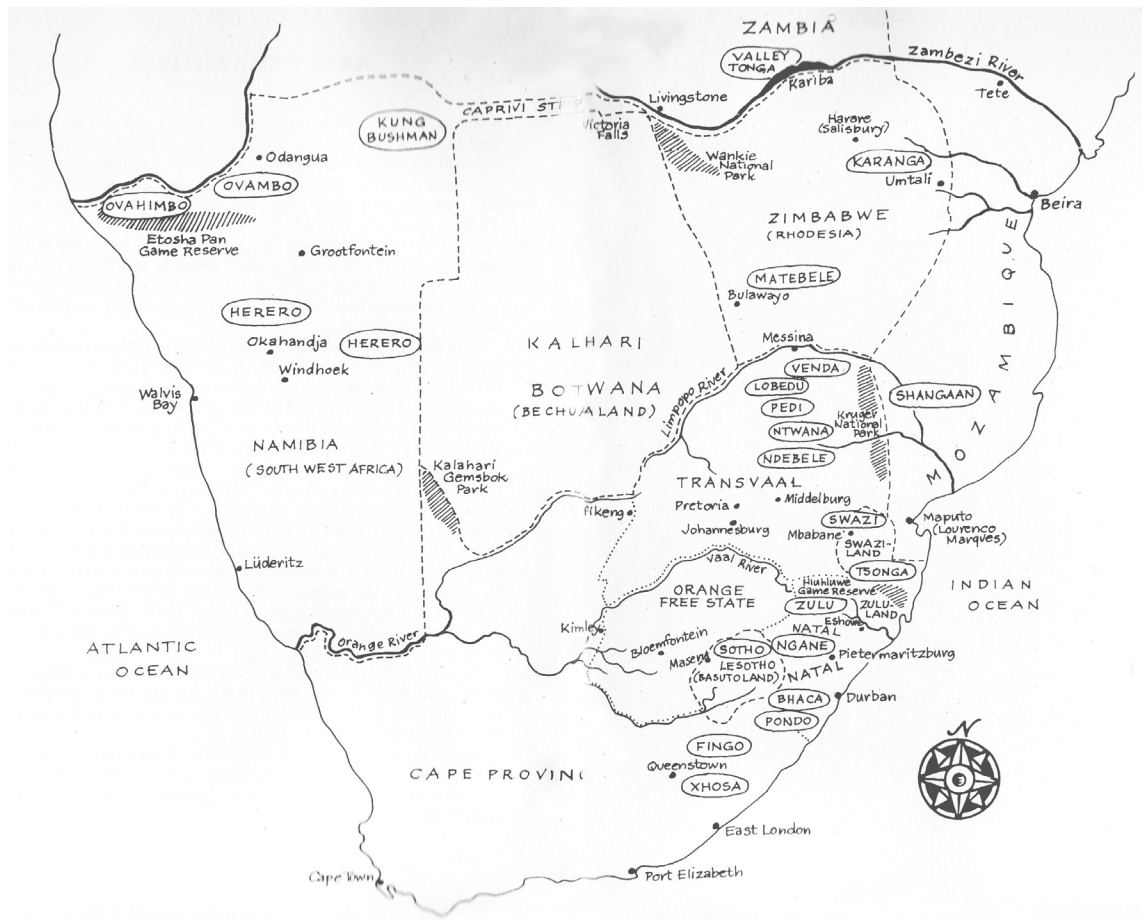 ZAMBIA
VALLEY
TONGA
Zambezi River
Kariba
Tete
CAPRIVI
Livingstone
Victoria
Falls
KUNG
BUSHMAN
Harare
(Salisbury)
Wankie
National
Park
KARANGA
Umtali
Odangua
OVAMBO
OVAHIMBO
Beira
Etosha Pan
Game Reserve
Grootfontein
ZIMBABWE
(RHODESIA)
MATEBELE
Bulawayo
HERERO
Okahandja
HERERO
Windhoek
KALHARI
Messina
VENDA
Walvis
Bay
BOTWANA
(BECHUALAND)
Limpopo River
LOBEDU
PEDI
Kruger
National
Park
SHANGAAN
MOZAMBIQUE
NTWANA
NDEBELE
NAMIBIA
(SOUTH WEST AFRICA)
Kalahari
Gemsbok
Park
TRANSVAAL
Middelburg
Pretoria
Johannesburg
fikeng
SWAZI
Mbabane
SWAZI-
LAND
Maputo
(Lourenco
Marques)
Lüderitz
Vaal River
TSONGA
ORANGE
FREE STATE
Hluhluwe
Game Reserve
INDIAN
OCEAN
ZULU
ZULU-
LAND
Eshowe
Kimley
Orange River
Bloemfontein
NATAL
NGANE
Pietermaritzburg
ATLANTIC
OCEAN
Maseru
SOTHO
LESOTHO
(BASUTOLAND)
NATAL
BHACA
Durban
PONDO
FINGO
N
CAPE PROVINC
Queenstown
XHOSA
East London
Cape Town
Port Elizabeth